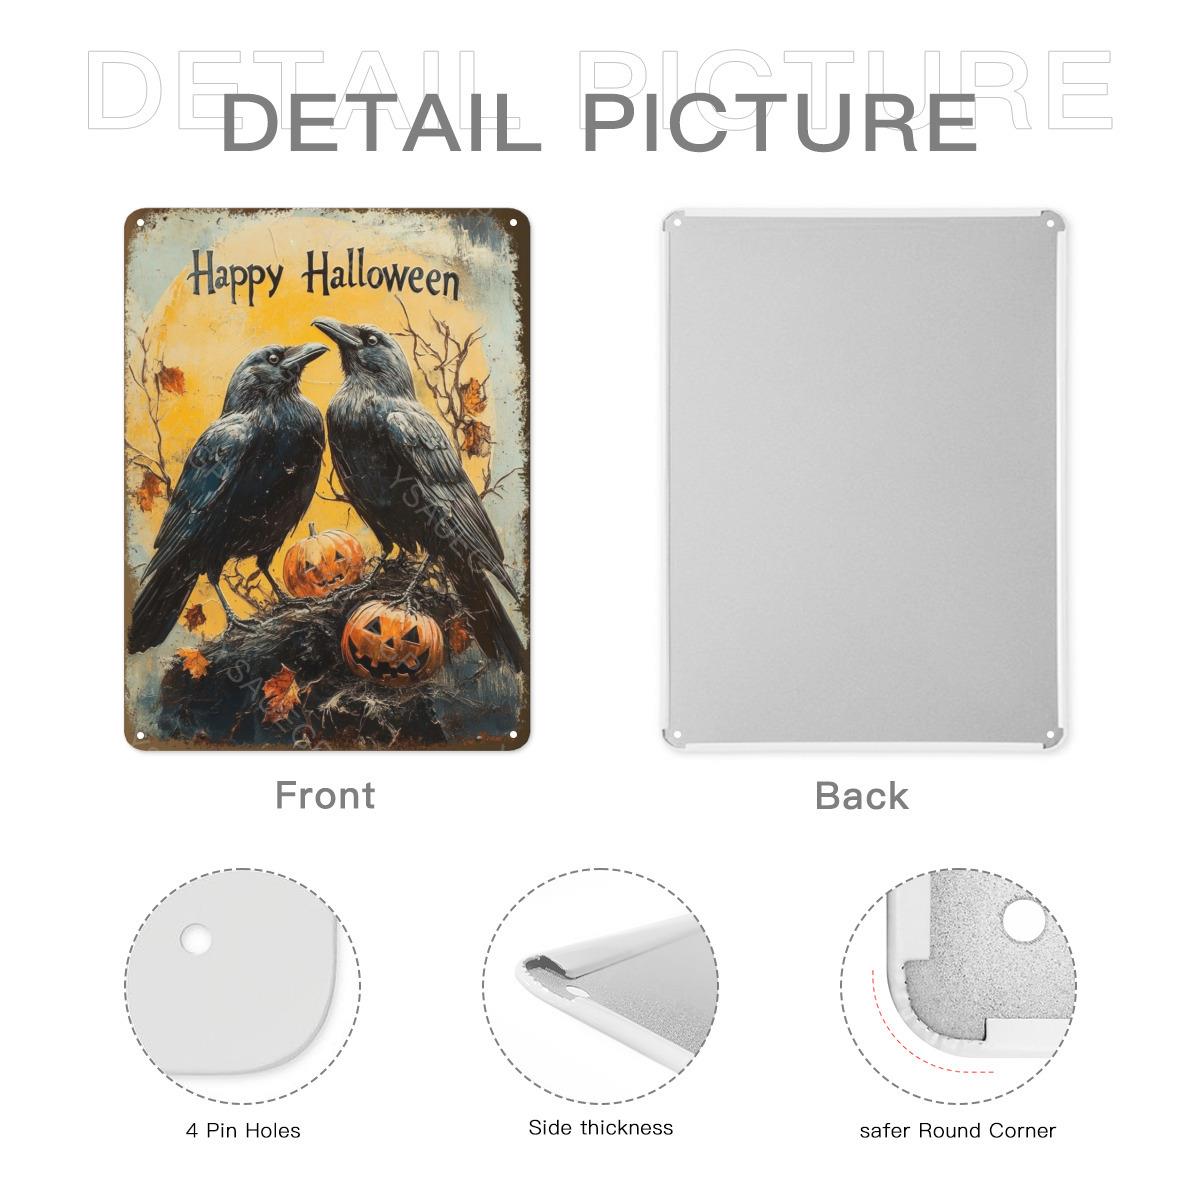 DETAIL PICTURE
DETAIL PICTURE
Happy Halloween
Front
Back
4 Pin Holes
Side thickness
safer Round Corner